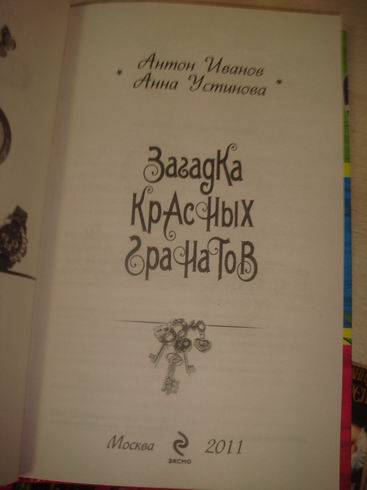 Антон Иванов
* Анна Устинова *
Загадка
красных
гранатов
Москва эксмо 2011